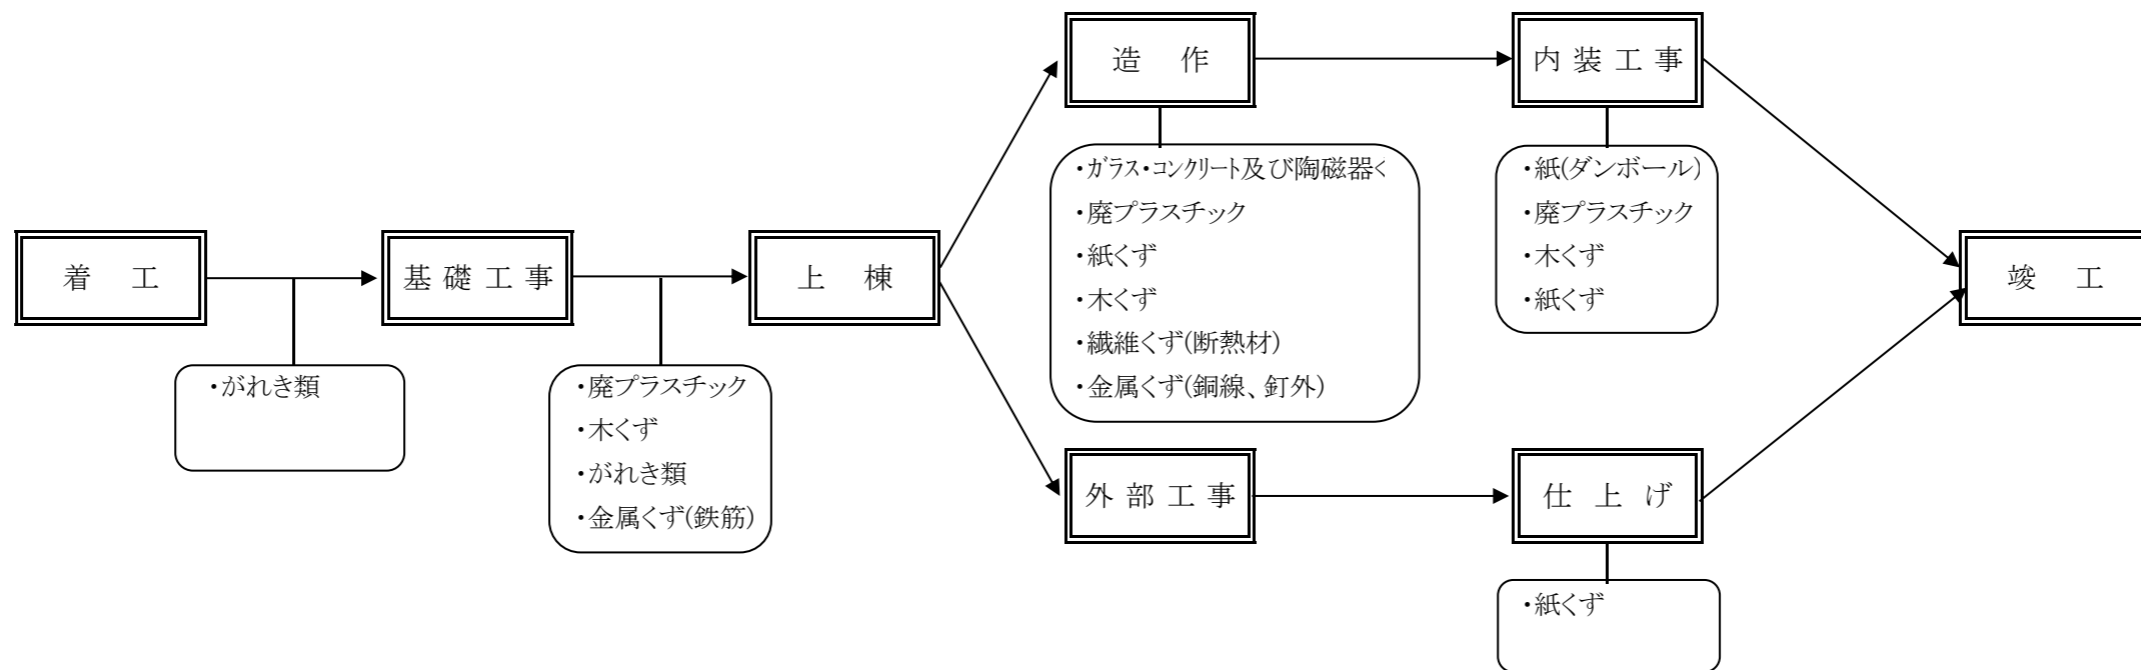 着工
基礎工事
上棟
造作
内装工事
外部工事
仕上げ
竣工
・がれき類
・廃プラスチック
・木くず
・がれき類
・金属くず(鉄筋)
・ガラス・コンクリート及び陶磁器く
・廃プラスチック
・紙くず
・木くず
・繊維くず(断熱材)
・金属くず(銅線、釘外)
・紙(ダンボール)
・廃プラスチック
・木くず
・紙くず
・紙くず